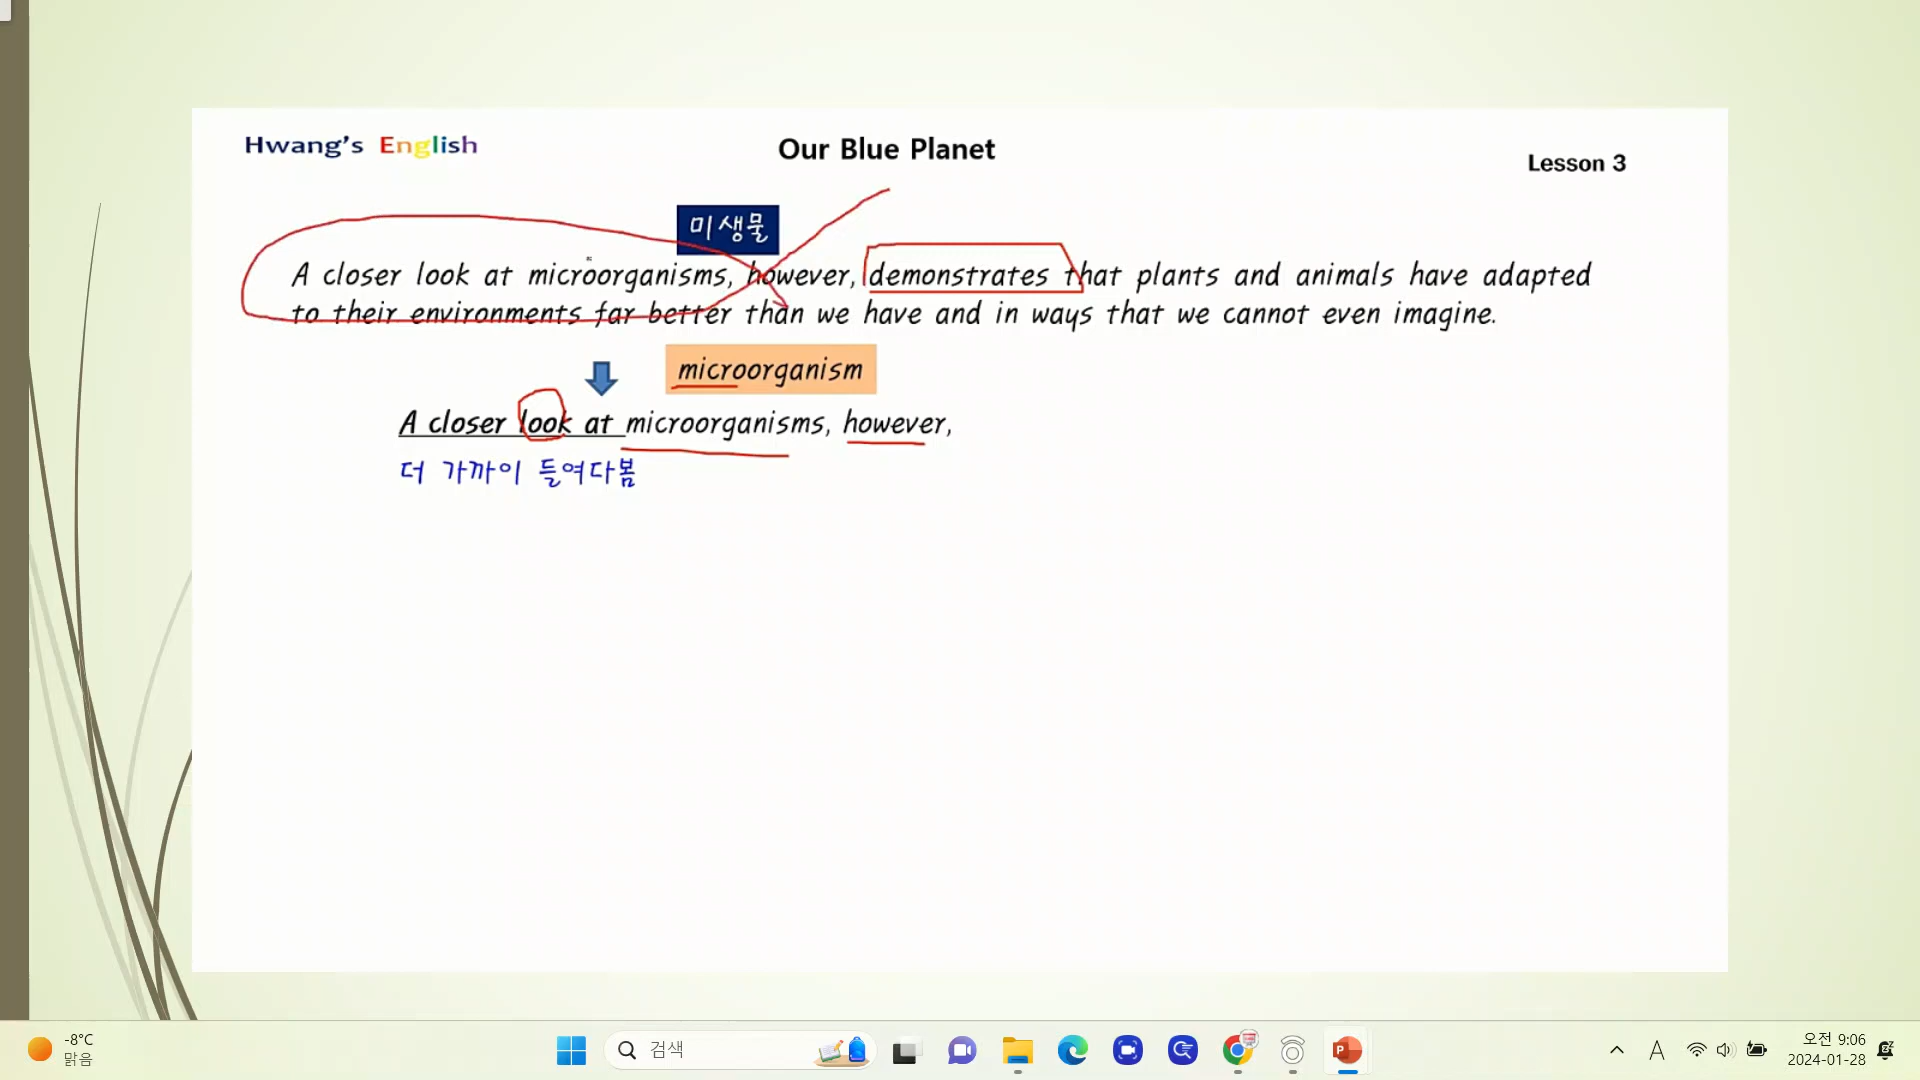 Hwang's English
Our Blue Planet
Lesson 3
미생물
A closer look at microorganisms, however, demonstrates that plants and animals have adapted
to their environments far better than we have and in ways that we cannot even imagine.
microorganism
A closer look at microorganisms, however,
더 가까이 들여다봄
-8°C
맑음
검색
A
오전 9:06
2024-01-28